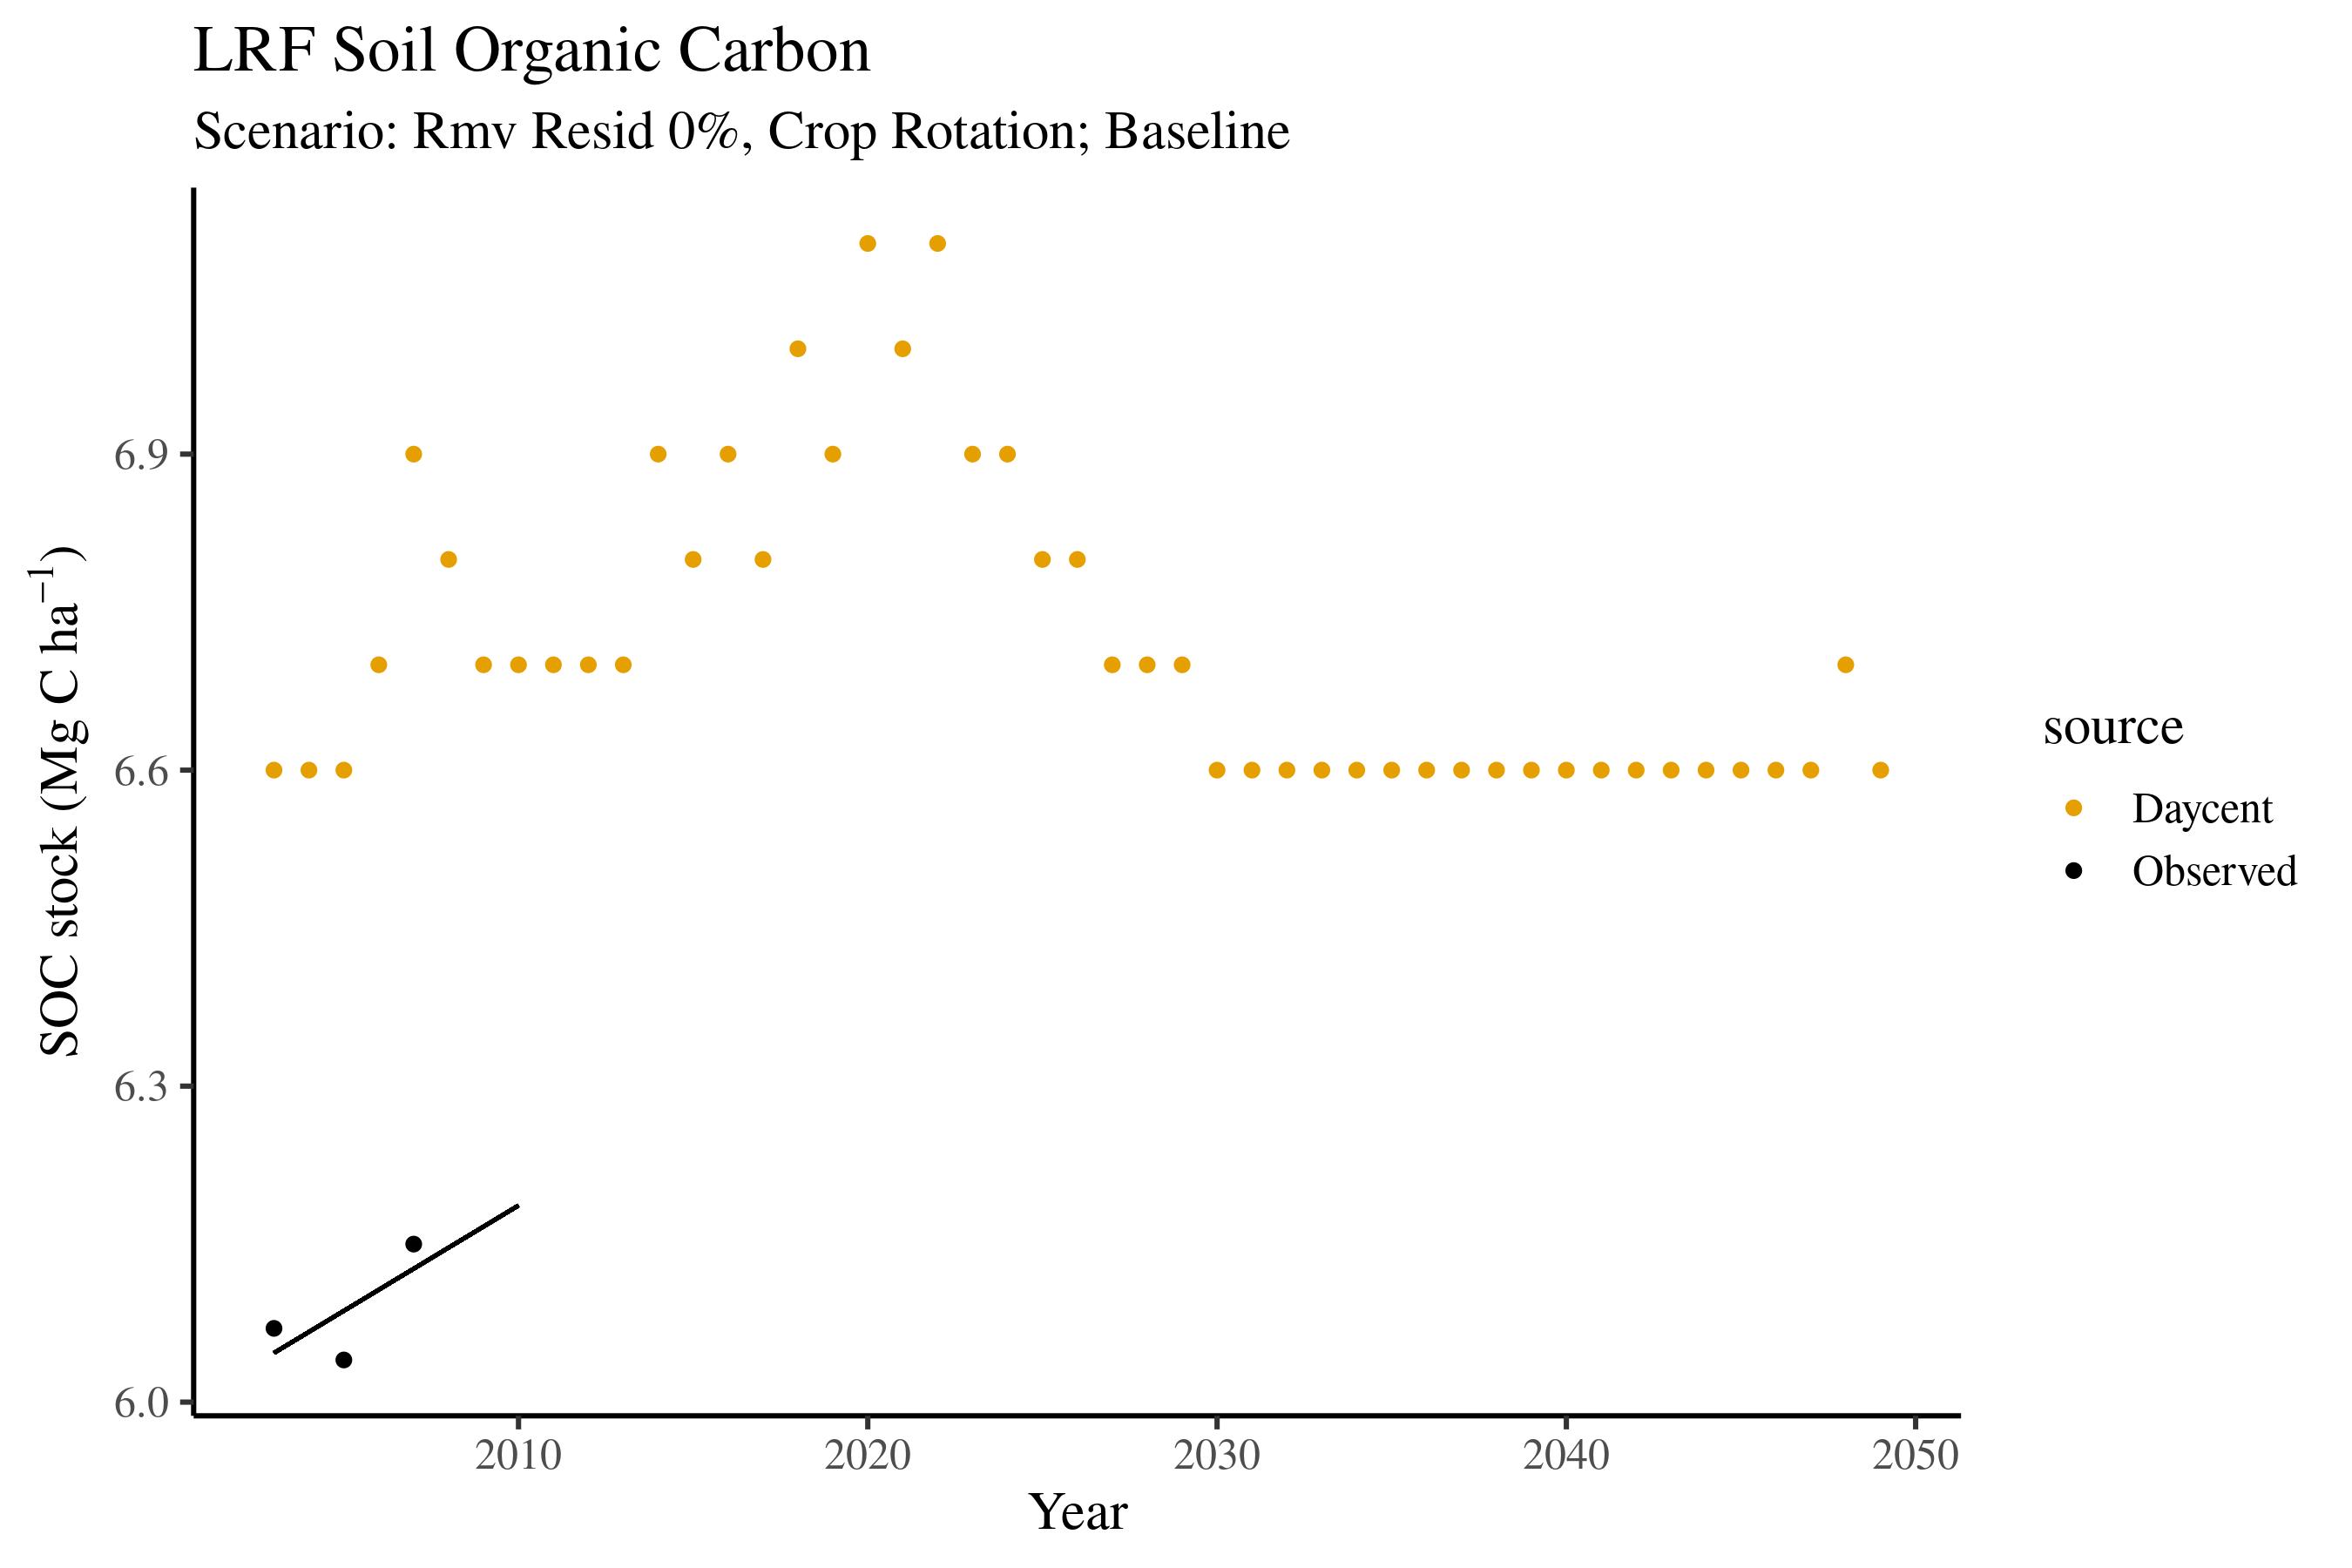 LRF Soil Organic Carbon
Scenario: Rmv Resid 0%, Crop Rotation; Baseline
SOC stock (Mg C ha⁻¹)
6.9
6.6
6.3
6.0
2010 2020 2030 2040 2050
Year
source
Daycent
Observed